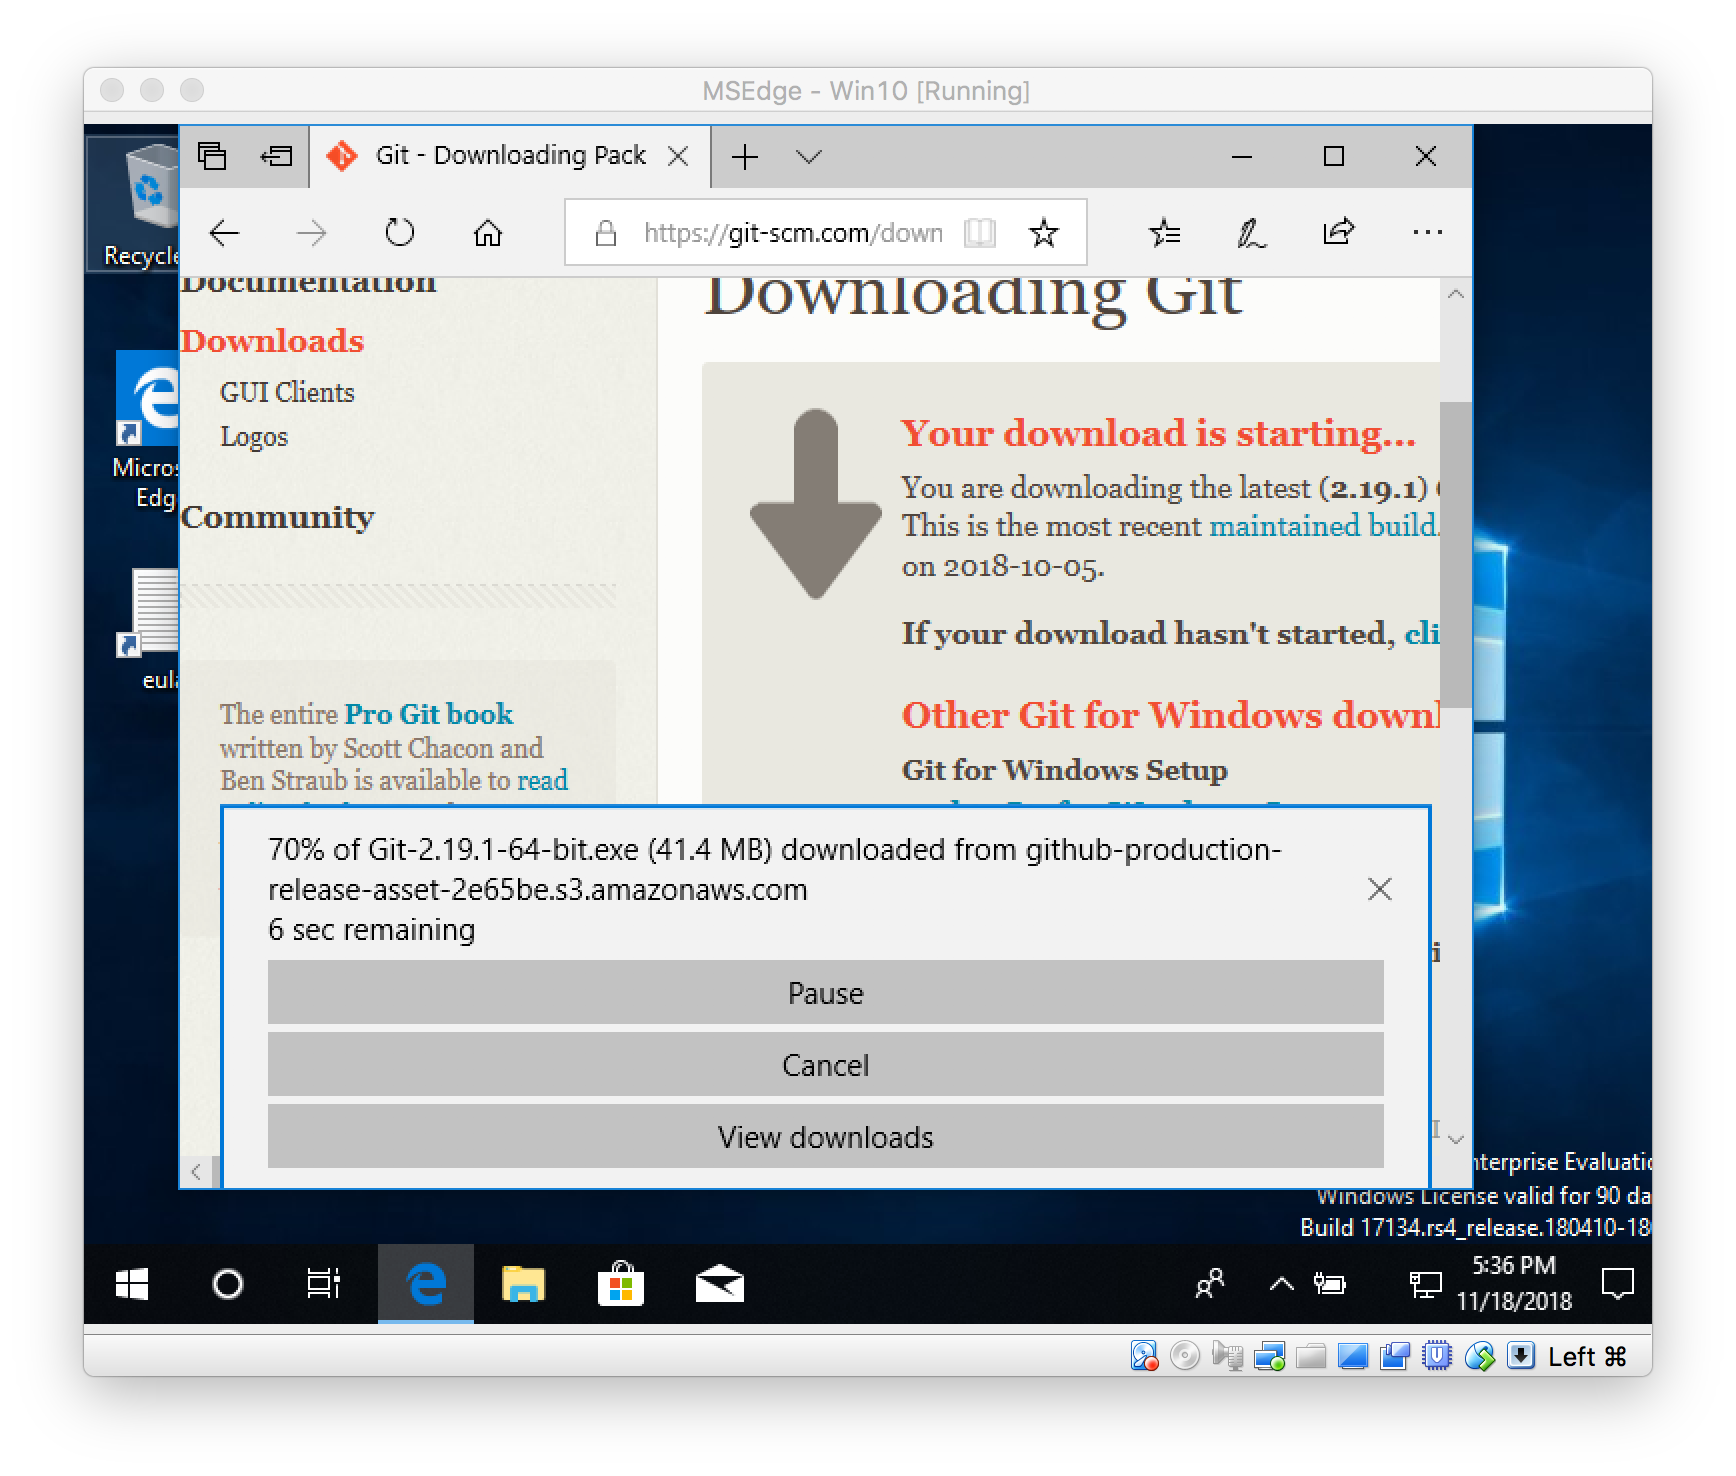 MSEdge - Win10 [Running]
Git - Downloading Pack
https://git-scm.com/down
Documentation
Downloads
GUI Clients
Logos
Community
The entire Pro Git book
written by Scott Chacon and
Ben Straub is available to read
Downloading Git
Your download is starting...
You are downloading the latest (2.19.1)
This is the most recent maintained build.
on 2018-10-05.
If your download hasn't started, cli
Other Git for Windows downl
Git for Windows Setup
70% of Git-2.19.1-64-bit.exe (41.4 MB) downloaded from github-production-
release-asset-2e65be.s3.amazonaws.com
6 sec remaining
Pause
Cancel
View downloads
Recycle
Micros
Edg
eula
nterprise Evaluatio
Windows License valid for 90 da
Build 17134.rs4_release.180410-18
5:36 PM
11/18/2018
Left ⌘